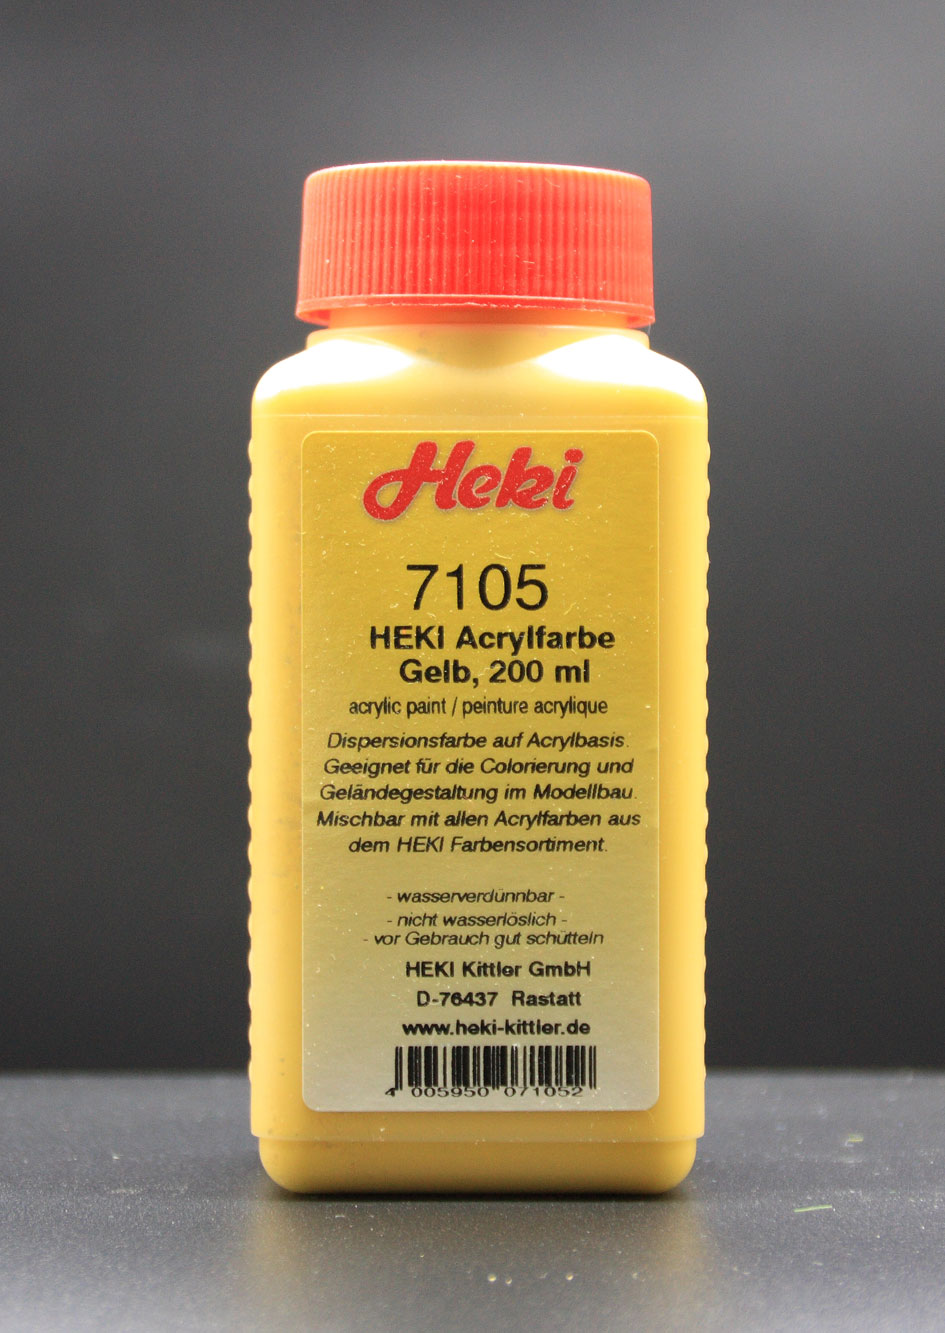 Heki
7105
HEKI Acrylfarbe
Gelb, 200 ml
acrylic paint / peinture acrylique
Dispersionsfarbe auf Acrylbasis.
Geeignet für die Colorierung und
Geländegestaltung im Modellbau.
Mischbar mit allen Acrylfarben aus
dem HEKI Farbensortiment.
- wasserverdünnbar -
- nicht wasserlöslich -
- vor Gebrauch gut schütteln
HEKI Kittler GmbH
D-76437 Rastatt
www.heki-kittler.de
4 005950 071052